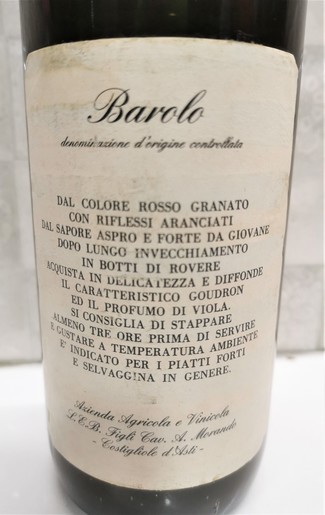 Barolo
denominazione d'origine controllata
DAL COLORE ROSSO GRANATO
CON RIFLESSI ARANCIATI
DAL SAPORE ASPRO E FORTE DA GIOVANE
DOPO LUNGO INVECCHIAMENTO
IN BOTTI DI ROVERE
ACQUISTA IN DELICATEZZA E DIFFONDE
IL CARATTERISTICO GOUDRON
ED IL PROFUMO DI VIOLA.
SI CONSIGLIA DI STAPPARE
ALMENO TRE ORE PRIMA DI SERVIRE
E GUSTARE A TEMPERATURA AMBIENTE
E' INDICATO PER I PIATTI FORTI
E SELVAGGINA IN GENERE.
Azienda Agricola e Vinicola
L.E.B. Figli Cav. A. Morando
- Costigliole d'Asti -